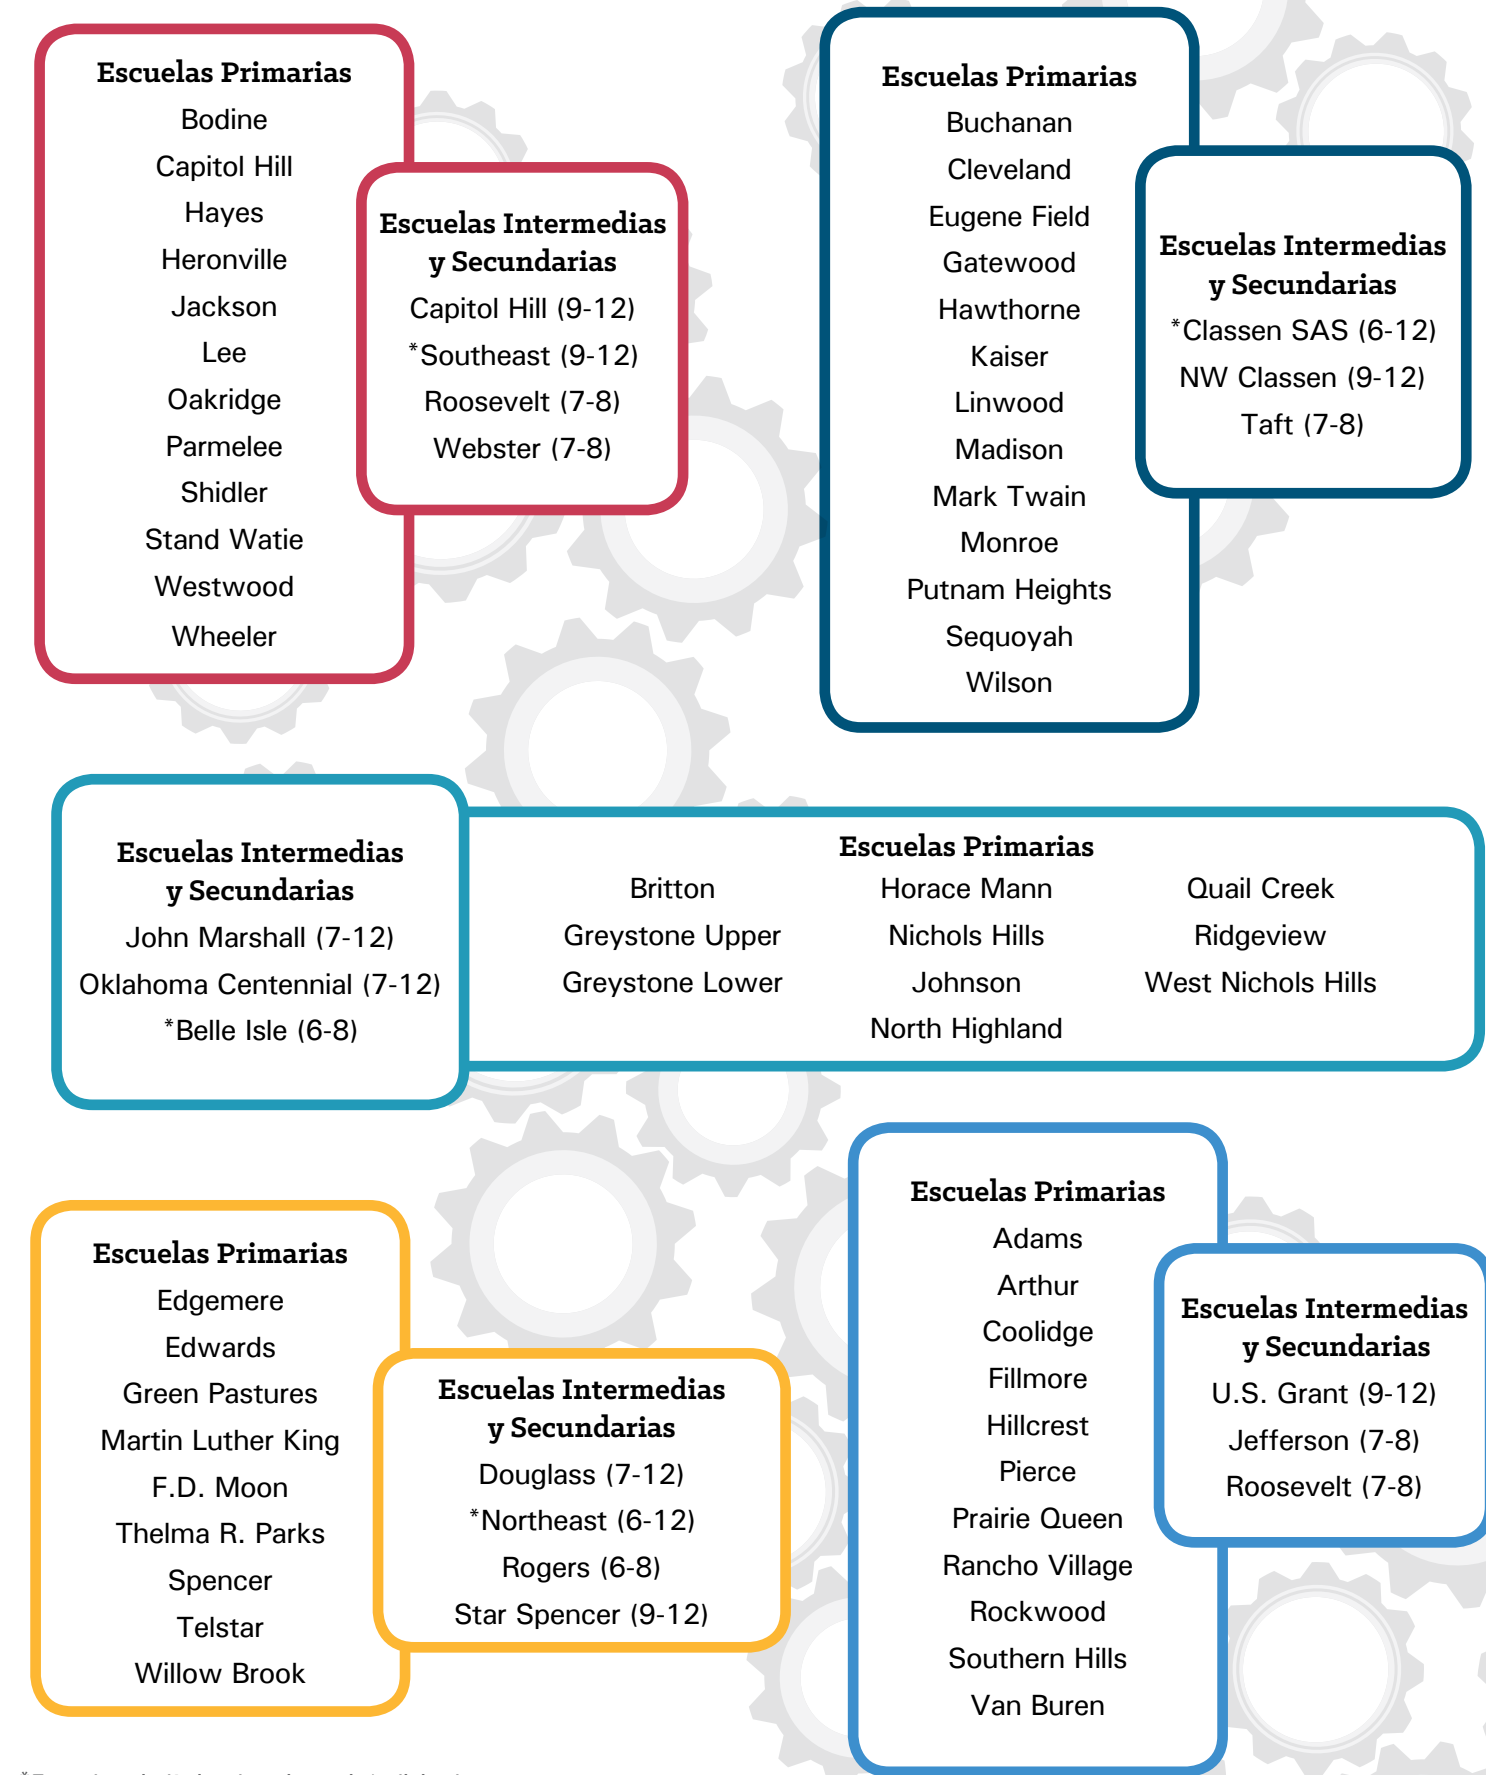 Escuelas Primarias
Bodine
Capitol Hill
Hayes
Heronville
Jackson
Lee
Oakridge
Parmelee
Shidler
Stand Watie
Westwood
Wheeler
Escuelas Intermedias
y Secundarias
Capitol Hill (9-12)
*Southeast (9-12)
Roosevelt (7-8)
Webster (7-8)
Escuelas Primarias
Buchanan
Cleveland
Eugene Field
Gatewood
Hawthorne
Kaiser
Linwood
Madison
Mark Twain
Monroe
Putnam Heights
Sequoyah
Wilson
Escuelas Intermedias
y Secundarias
*Classen SAS (6-12)
NW Classen (9-12)
Taft (7-8)
Escuelas Intermedias
y Secundarias
John Marshall (7-12)
Oklahoma Centennial (7-12)
*Belle Isle (6-8)
Escuelas Primarias
Britton
Greystone Upper
Greystone Lower
Horace Mann
Nichols Hills
Johnson
North Highland
Quail Creek
Ridgeview
West Nichols Hills
Escuelas Primarias
Edgemere
Edwards
Green Pastures
Martin Luther King
F.D. Moon
Thelma R. Parks
Spencer
Telstar
Willow Brook
Escuelas Intermedias
y Secundarias
Douglass (7-12)
*Northeast (6-12)
Rogers (6-8)
Star Spencer (9-12)
Escuelas Primarias
Adams
Arthur
Coolidge
Fillmore
Hillcrest
Pierce
Prairie Queen
Rancho Village
Rockwood
Southern Hills
Van Buren
Escuelas Intermedias
y Secundarias
U.S. Grant (9-12)
Jefferson (7-8)
Roosevelt (7-8)